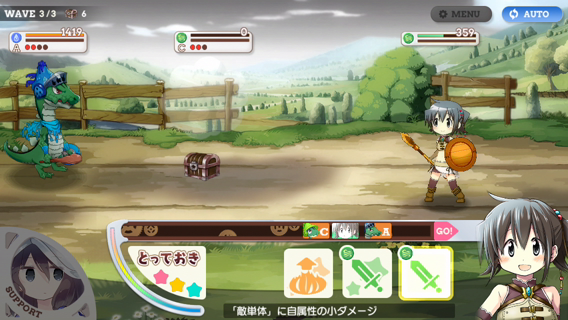 WAVE 3/3 6
MENU
AUTO
1419
A
0
C
359
C
A
GO!
とっておき
SUPPORT
「敵単体」に自属性の小ダメージ